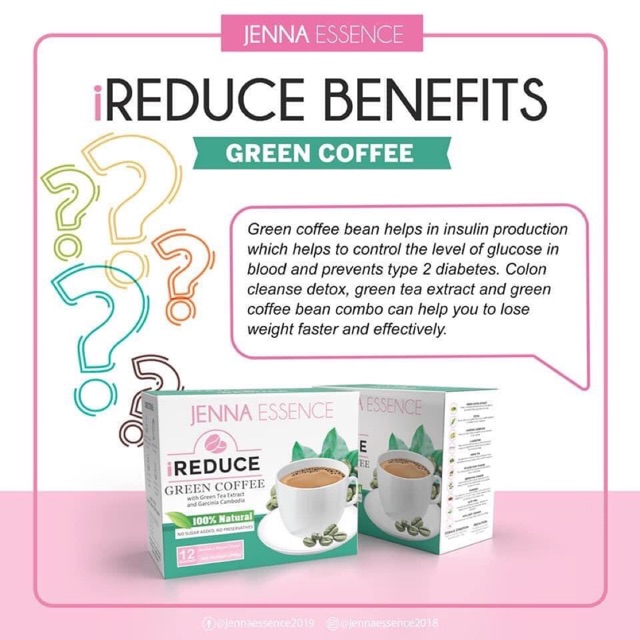 JENNA ESSENCE
iREDUCE BENEFITS
GREEN COFFEE
Green coffee bean helps in insulin production
which helps to control the level of glucose in
blood and prevents type 2 diabetes. Colon
cleanse detox, green tea extract and green
coffee bean combo can help you to lose
weight faster and effectively.
JENNA ESSENCE
iREDUCE
GREEN COFFEE
with Green Tea Extract
and Garcinia Cambodia
100% Natural
NO SUGAR ADDED, NO PRESERVATIVES
12
A ESSENCE
E
EE
@jennaessence2019 @jennaessence2018